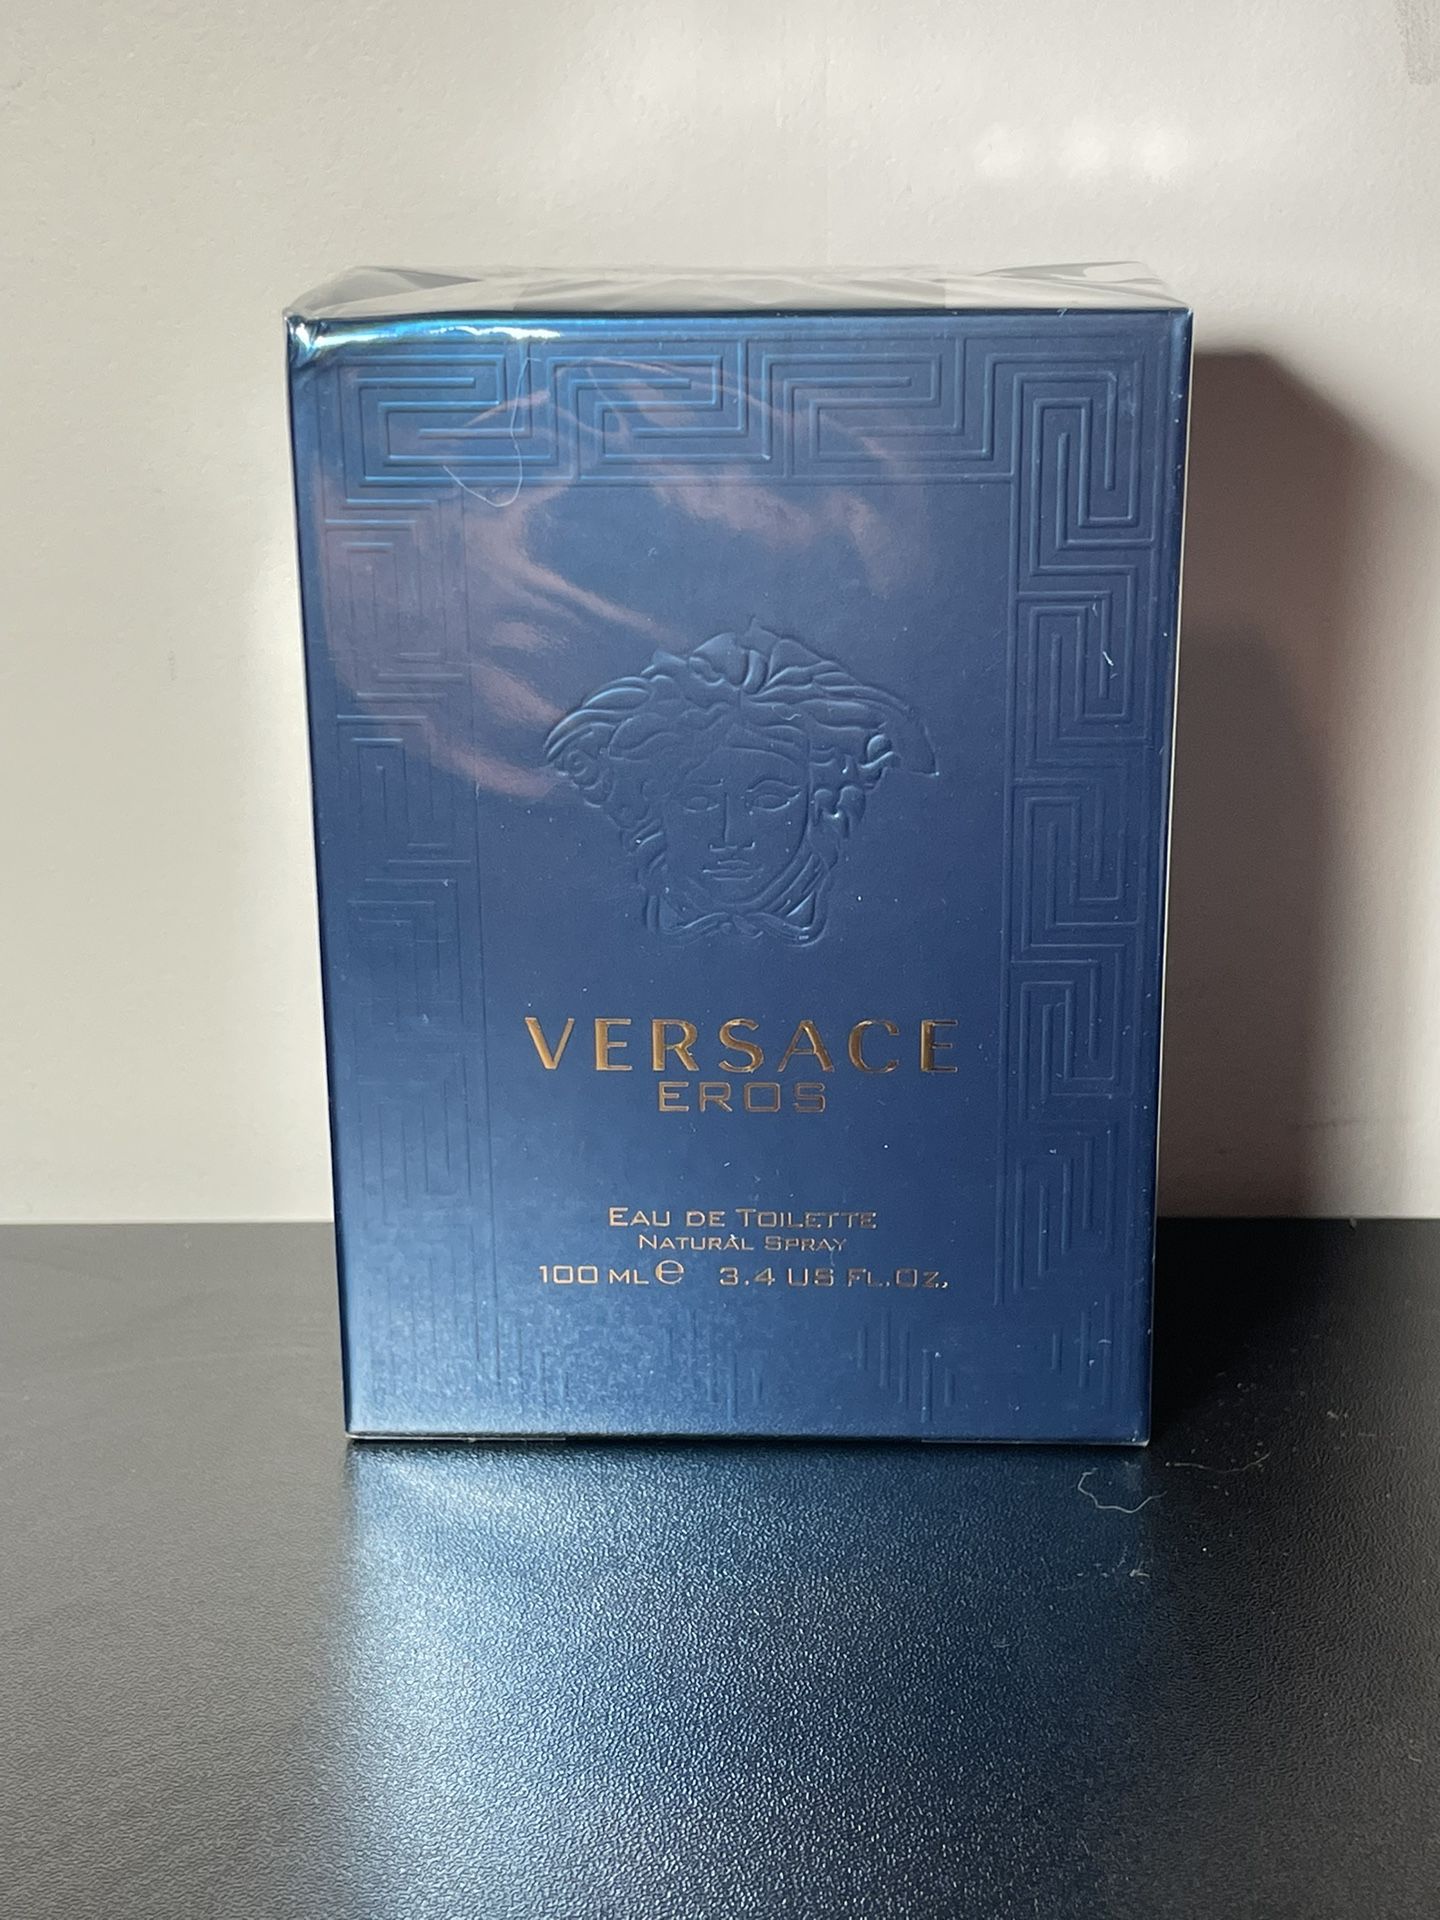 VERSACE
EROS
EAU DE TOILETTE
NATURAL SPRAY
100 ML ℮ 3.4 US FL.OZ.